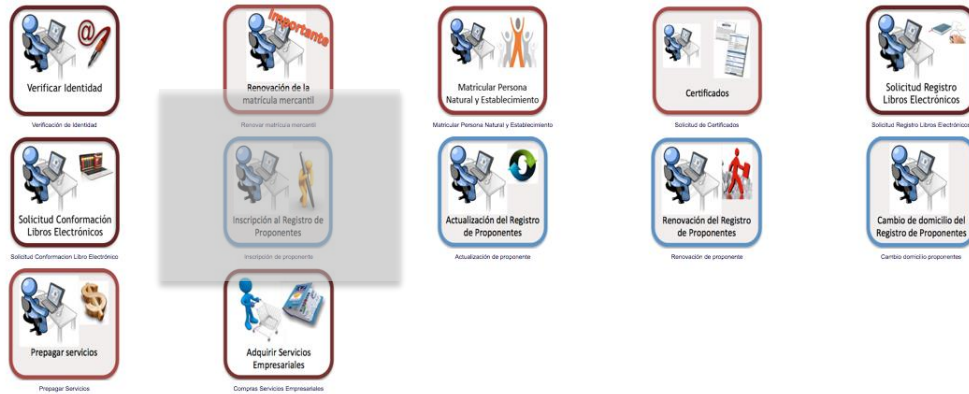 @
Verificar Identidad
Verificación de Identidad
Importante
Renovación de la
matrícula mercantil
Renovar matrícula mercantil
Matricular Persona
Natural y Establecimiento
Matricular Persona Natural y Establecimiento
Certificados
Solicitud de Certificados
Solicitud Registro
Libros Electrónicos
Solicitud Registro Libros Electrónicos
Solicitud Conformación
Libros Electrónicos
Solicitud Conformacion Libro Electrónico
Inscripción al Registro de
Proponentes
Inscripción de proponente
Actualización del Registro
de Proponentes
Actualización de proponente
Renovación del Registro
de Proponentes
Renovación de proponente
Cambio de domicilio del
Registro de Proponentes
Cambio domicilio proponentes
$
Prepagar servicios
Prepagar Servicios
Adquirir Servicios
Empresariales
Compras Servicios Empresariales